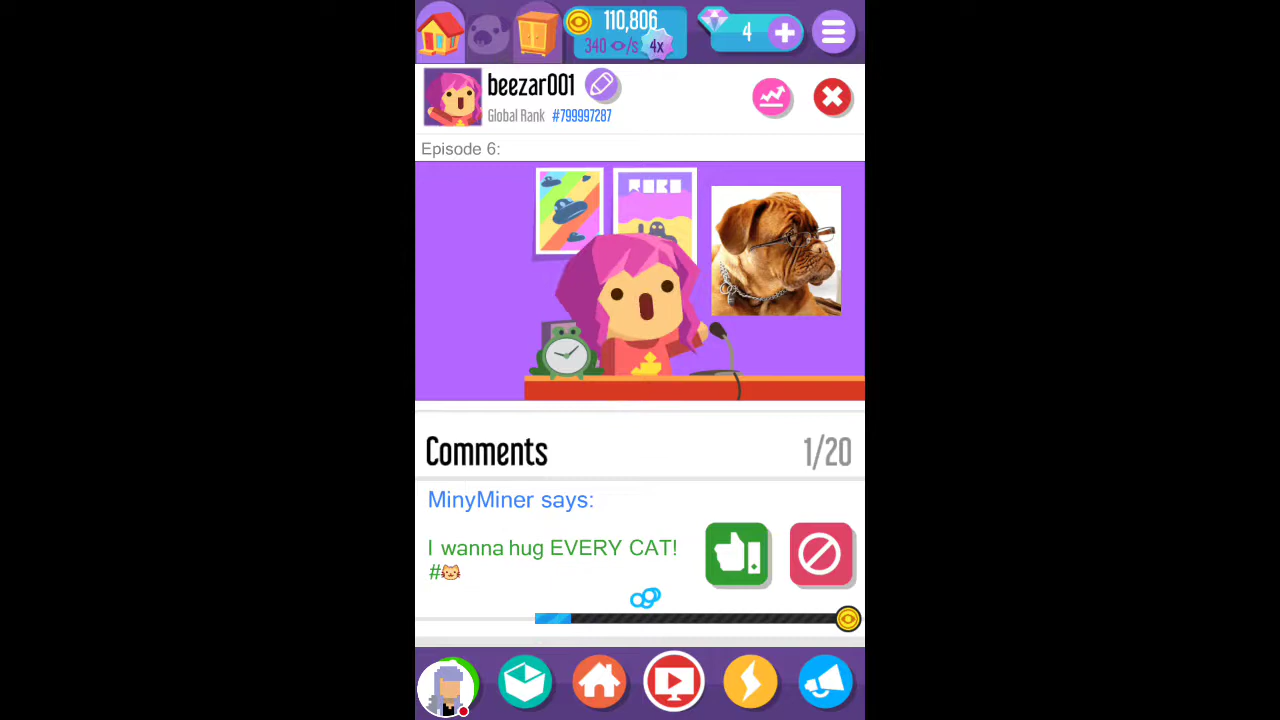 110,806
340 /s 4x
4
beezar001
Global Rank #799997287
Episode 6:
Comments 1/20
MinyMiner says:
I wanna hug EVERY CAT!
#🐱